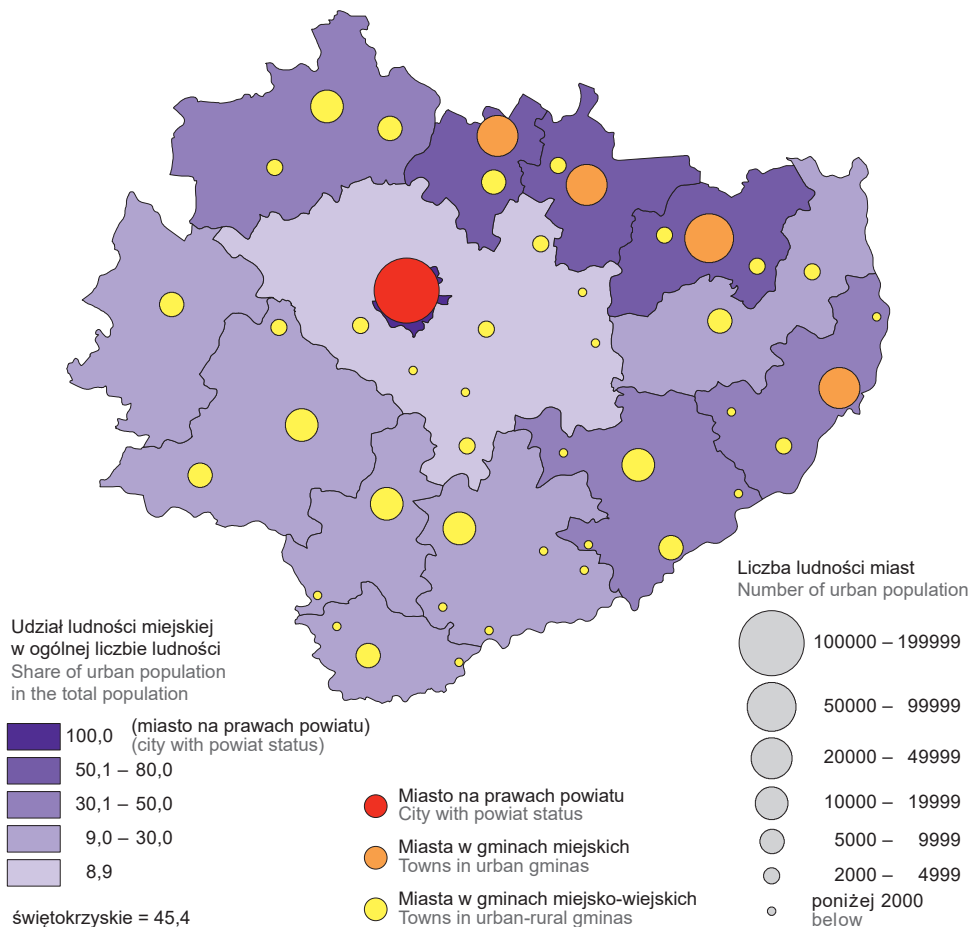 Udział ludności miejskiej
w ogólnej liczbie ludności
Share of urban population
in the total population
100,0 (miasto na prawach powiatu)
(city with powiat status)
50,1 – 80,0
30,1 – 50,0
9,0 – 30,0
8,9
świętokrzyskie = 45,4
Miasto na prawach powiatu
City with powiat status
Miasta w gminach miejskich
Towns in urban gminas
Miasta w gminach miejsko-wiejskich
Towns in urban-rural gminas
Liczba ludności miast
Number of urban population
100000 – 199999
50000 – 99999
20000 – 49999
10000 – 19999
5000 – 9999
2000 – 4999
poniżej 2000
below